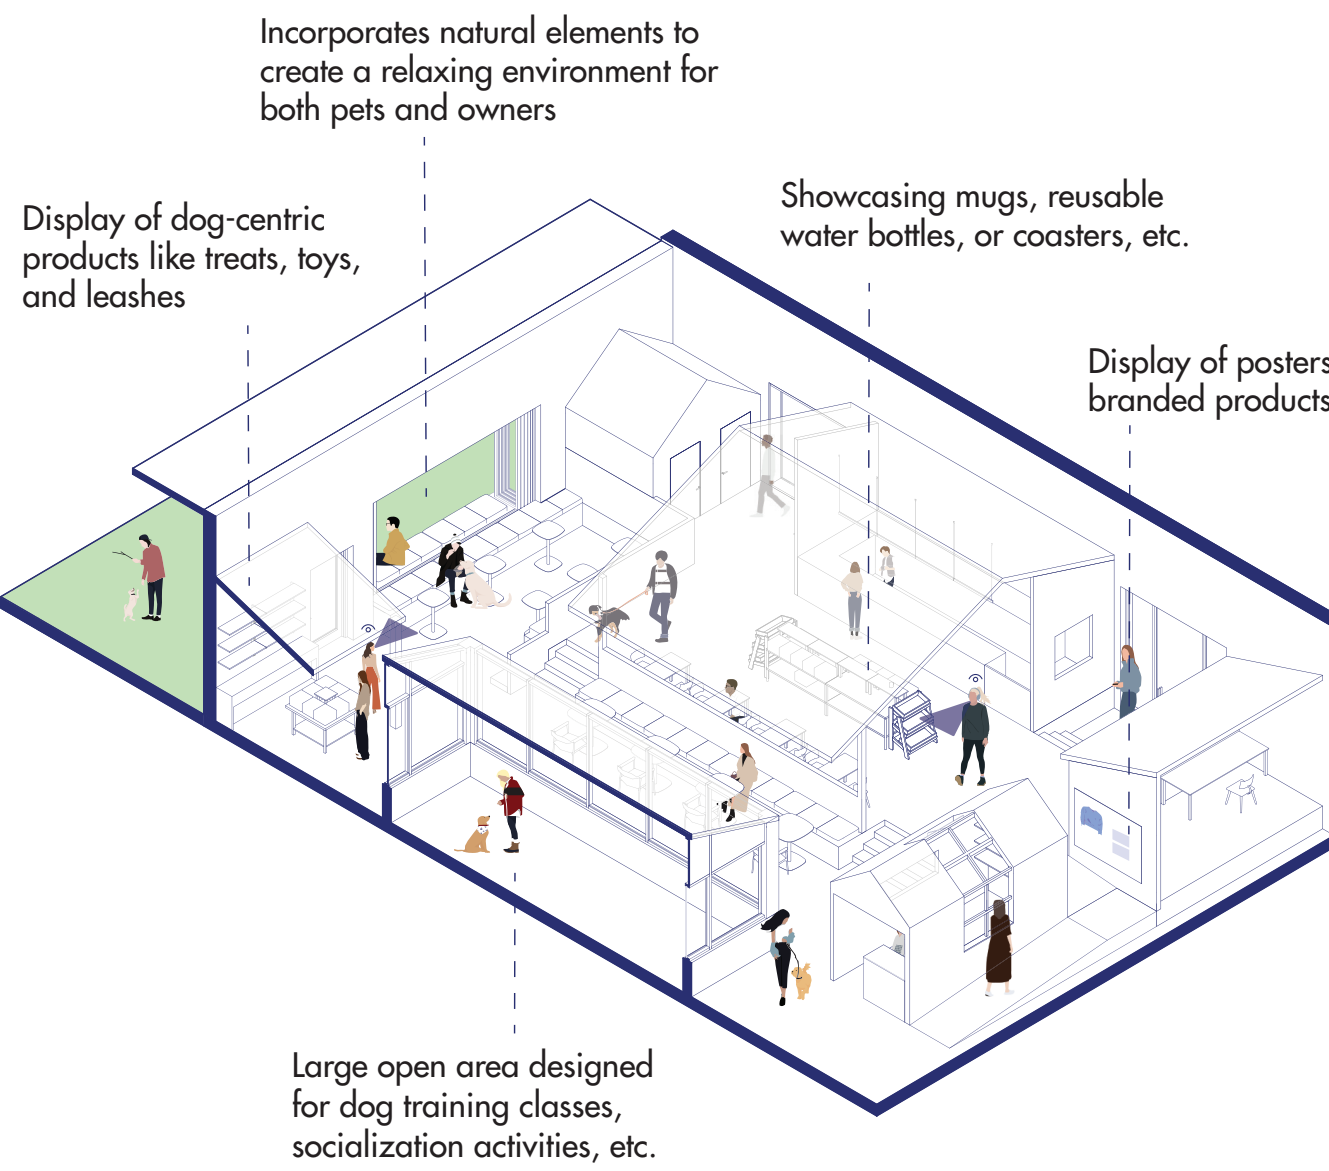 Incorporates natural elements to
create a relaxing environment for
both pets and owners
Display of dog-centric
products like treats, toys,
and leashes
Showcasing mugs, reusable
water bottles, or coasters, etc.
Display of posters
branded products
Large open area designed
for dog training classes,
socialization activities, etc.